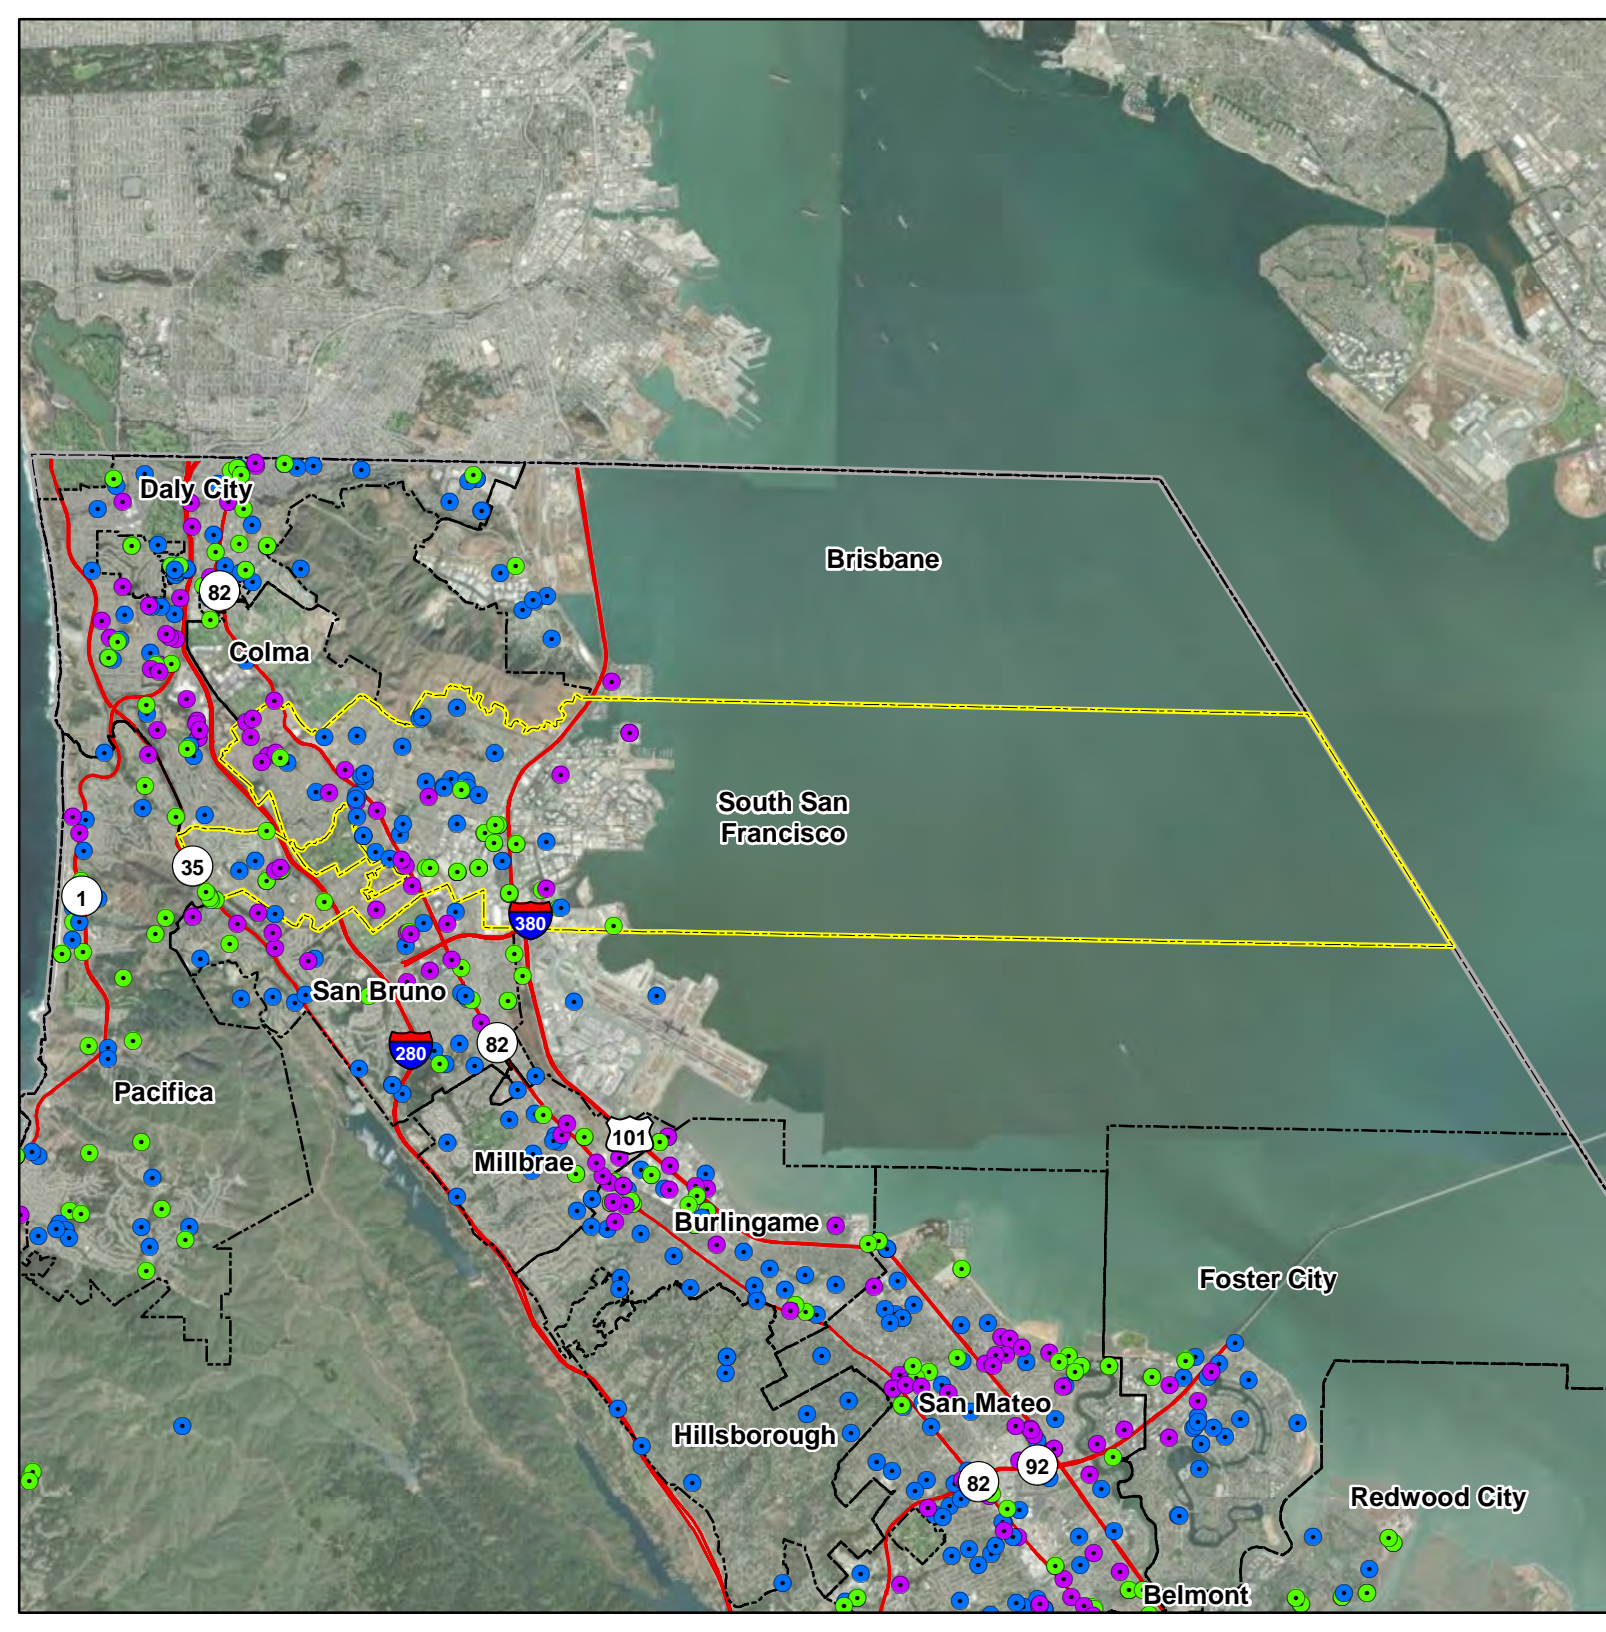 Daly City
Brisbane
82
Colma
South San
Francisco
35
1
380
San Bruno
280
82
Pacifica
101
Millbrae
Burlingame
Foster City
San Mateo
Hillsborough
92
82
Redwood City
Belmont